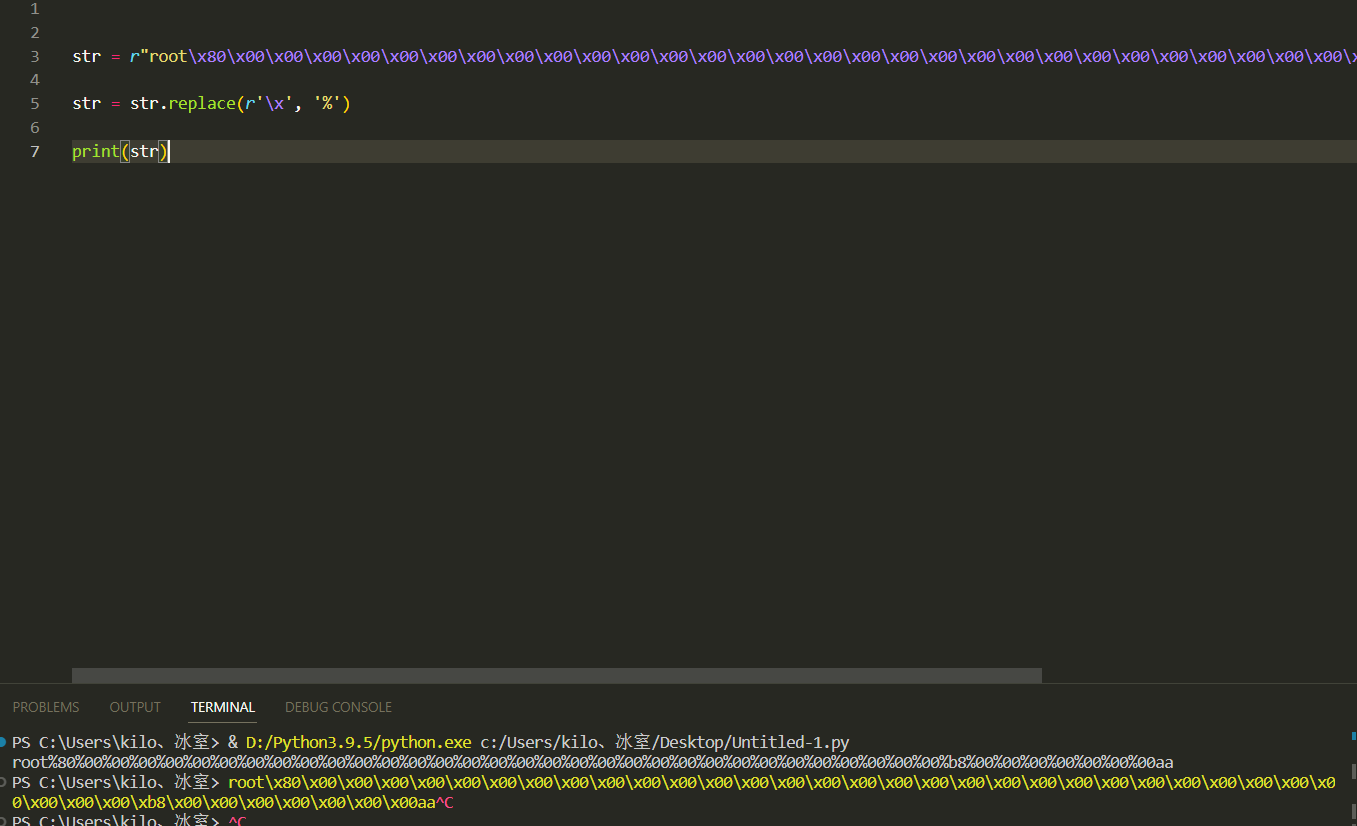 1
2
3 str = r"root\x80\x00\x00\x00\x00\x00\x00\x00\x00\x00\x00\x00\x00\x00\x00\x00\x00\x00\x00\x00\x00\x00\x00\x00\x00\x00\x00\x00\x00\x00\x
4
5 str = str.replace(r'\x', '%')
6
7 print(str)
PROBLEMS OUTPUT TERMINAL DEBUG CONSOLE
PS C:\Users\kilo、冰室> & D:/Python3.9.5/python.exe c:/Users/kilo、冰室/Desktop/Untitled-1.py
root%80%00%00%00%00%00%00%00%00%00%00%00%00%00%00%00%00%00%00%00%00%00%00%00%00%00%00%00%00%00%00%00%00%b8%00%00%00%00%00%00%00aa
PS C:\Users\kilo、冰室> root\x80\x00\x00\x00\x00\x00\x00\x00\x00\x00\x00\x00\x00\x00\x00\x00\x00\x00\x00\x00\x00\x00\x00\x00\x00\x00\x00\x00\x00\x0
0\x00\x00\x00\xb8\x00\x00\x00\x00\x00\x00\x00aa^C
PS C:\Users\kilo、冰室> ^C